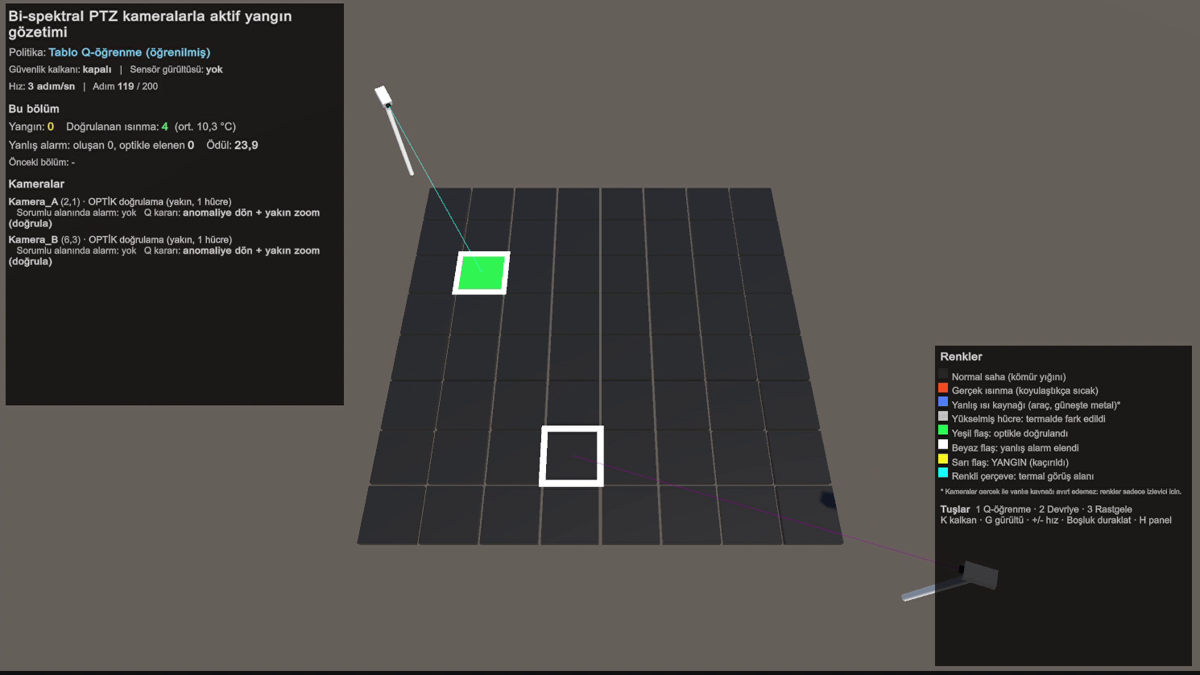 Bi-spektral PTZ kameralarla aktif yangın
gözetimi
Politika: Tablo Q-öğrenme (öğrenilmiş)
Güvenlik kalkanı: kapalı | Sensör gürültüsü: yok
Hız: 3 adım/sn | Adım 119 / 200
Bu bölüm
Yangın: 0 Doğrulanan ısınma: 4 (ort. 10,3 °C)
Yanlış alarm: oluşan 0, optikle elenen 0 Ödül: 23,9
Önceki bölüm: -
Kameralar
Kamera_A (2,1) · OPTİK doğrulama (yakın, 1 hücre)
Sorumlu alanında alarm: yok Q kararı: anomaliye dön + yakın zoom
(doğrula)
Kamera_B (6,3) · OPTİK doğrulama (yakın, 1 hücre)
Sorumlu alanında alarm: yok Q kararı: anomaliye dön + yakın zoom
(doğrula)
Renkler
Normal saha (kömür yığını)
Gerçek ısınma (koyulaştıkça sıcak)
Yanlış ısı kaynağı (araç, güneşte metal)*
Yükselmiş hücre: termalde fark edildi
Yeşil flaş: optikle doğrulandı
Beyaz flaş: yanlış alarm elendi
Sarı flaş: YANGIN (kaçırıldı)
Renkli çerçeve: termal görüş alanı
* Kameralar gerçek ile yanlış kaynağı ayırt edemez: renkler sadece izleyici için.
Tuşlar 1 Q-öğrenme · 2 Devriye · 3 Rastgele
K kalkan · G gürültü · +/- hız · Boşluk duraklat · H panel